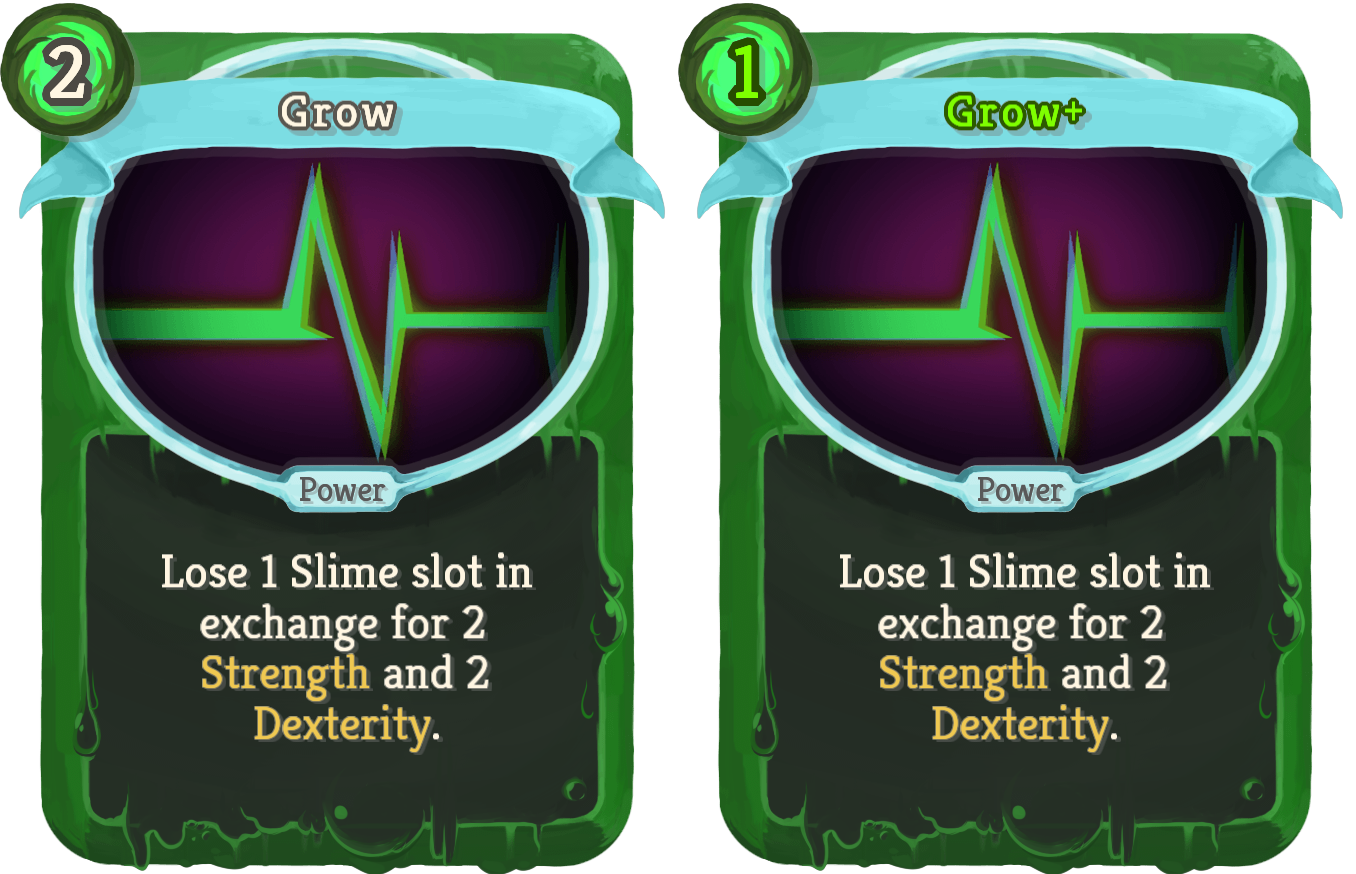 2
Grow
Power
Lose 1 Slime slot in
exchange for 2
Strength and 2
Dexterity.
1
Grow+
Power
Lose 1 Slime slot in
exchange for 2
Strength and 2
Dexterity.